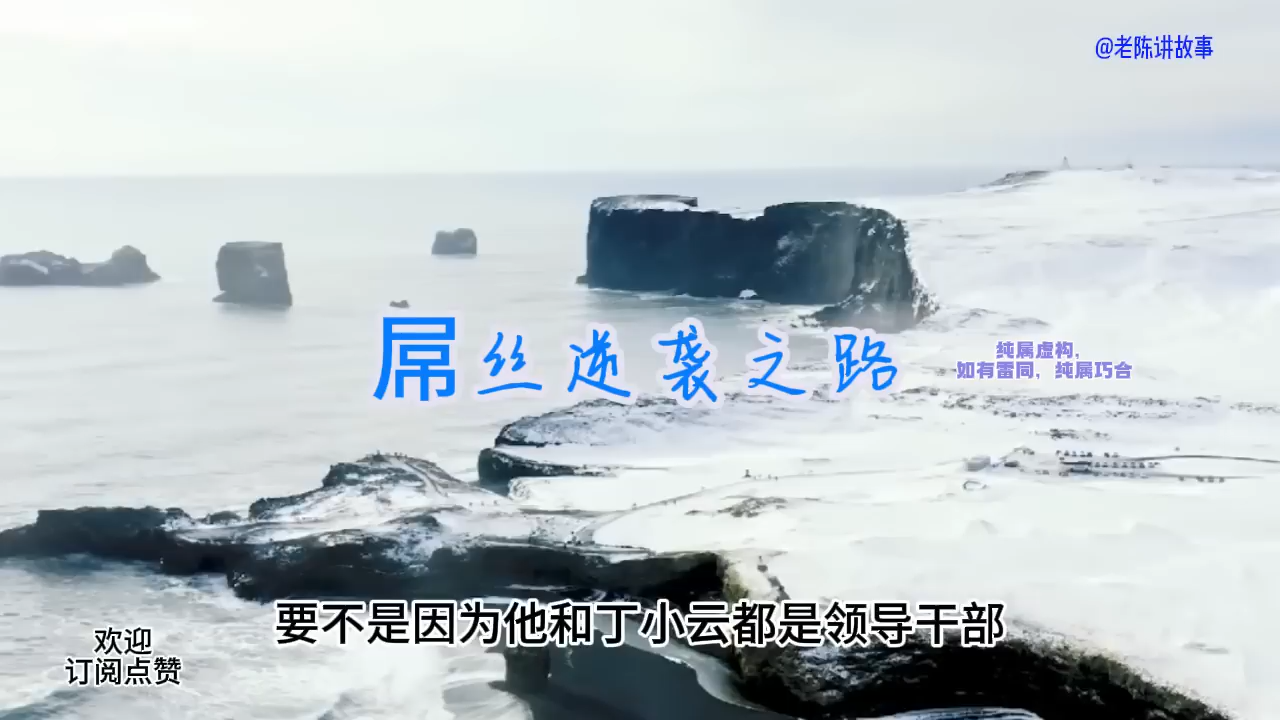 @老陈讲故事
屌丝逆袭之路
纯属虚构，
如有雷同，纯属巧合
要不是因为他和丁小云都是领导干部
欢迎
订阅点赞